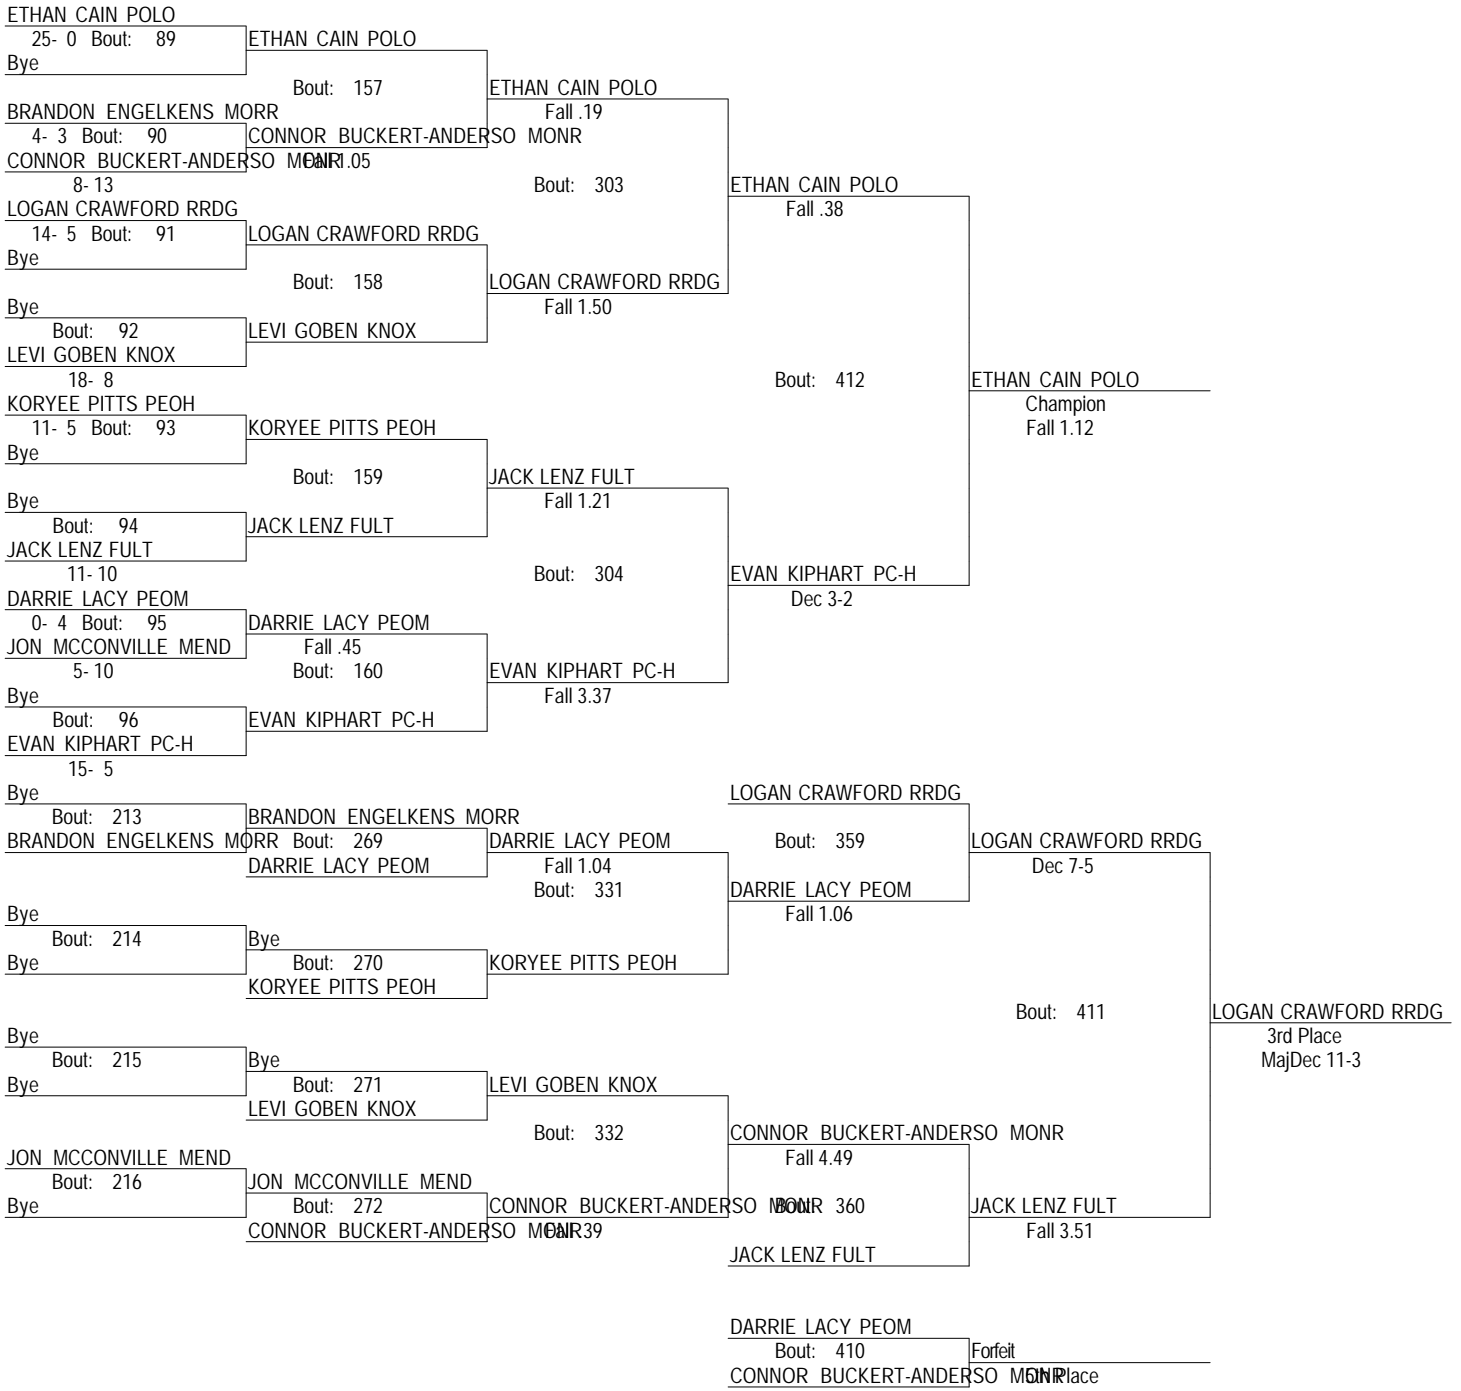 ETHAN CAIN POLO
25- 0 Bout: 89
ETHAN CAIN POLO
Bye
Bout: 157
ETHAN CAIN POLO
BRANDON ENGELKENS MORR
Fall .19
4- 3 Bout: 90
CONNOR BUCKERT-ANDERSO MONR
CONNOR BUCKERT-ANDERSO MONR
Fall 1.05
8- 13
Bout: 303
ETHAN CAIN POLO
LOGAN CRAWFORD RRDG
Fall .38
14- 5 Bout: 91
LOGAN CRAWFORD RRDG
Bye
Bout: 158
LOGAN CRAWFORD RRDG
Bye
Fall 1.50
Bout: 92
LEVI GOBEN KNOX
LEVI GOBEN KNOX
18- 8
Bout: 412
ETHAN CAIN POLO
KORYEE PITTS PEOH
Champion
11- 5 Bout: 93
KORYEE PITTS PEOH
Fall 1.12
Bye
Bout: 159
JACK LENZ FULT
Bye
Fall 1.21
Bout: 94
JACK LENZ FULT
JACK LENZ FULT
11- 10
Bout: 304
EVAN KIPHART PC-H
DARRIE LACY PEOM
Dec 3-2
0- 4 Bout: 95
DARRIE LACY PEOM
JON MCCONVILLE MEND
Fall .45
5- 10
Bout: 160
EVAN KIPHART PC-H
Bye
Fall 3.37
Bout: 96
EVAN KIPHART PC-H
EVAN KIPHART PC-H
15- 5
Bye
LOGAN CRAWFORD RRDG
Bout: 213
BRANDON ENGELKENS MORR
BRANDON ENGELKENS MORR
Bout: 269
DARRIE LACY PEOM
Bout: 359
LOGAN CRAWFORD RRDG
DARRIE LACY PEOM
Fall 1.04
Dec 7-5
Bout: 331
DARRIE LACY PEOM
Bye
Fall 1.06
Bout: 214
Bye
Bye
Bout: 270
KORYEE PITTS PEOH
KORYEE PITTS PEOH
Bout: 411
LOGAN CRAWFORD RRDG
Bye
3rd Place
Bout: 215
Bye
MajDec 11-3
Bye
Bout: 271
LEVI GOBEN KNOX
LEVI GOBEN KNOX
Bout: 332
CONNOR BUCKERT-ANDERSO MONR
JON MCCONVILLE MEND
Fall 4.49
Bout: 216
JON MCCONVILLE MEND
Bye
Bout: 272
CONNOR BUCKERT-ANDERSO MONR
Bout: 360
JACK LENZ FULT
CONNOR BUCKERT-ANDERSO MONR
Fall .39
Fall 3.51
JACK LENZ FULT
DARRIE LACY PEOM
Bout: 410
Forfeit
CONNOR BUCKERT-ANDERSO MONR
5th Place